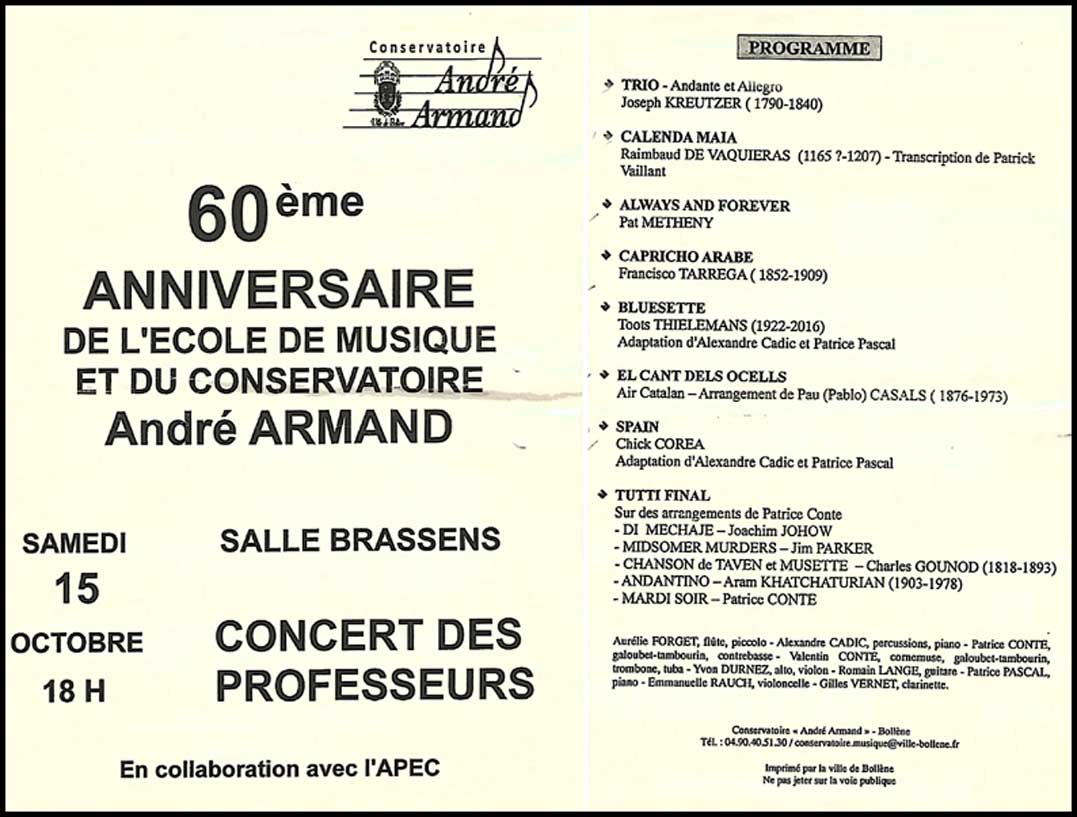 Conservatoire
André
Armand
60ème
ANNIVERSAIRE
DE L'ECOLE DE MUSIQUE
ET DU CONSERVATOIRE
André ARMAND
SAMEDI
15
OCTOBRE
18 H
SALLE BRASSENS
CONCERT DES
PROFESSEURS
En collaboration avec l'APEC
PROGRAMME
TRIO - Andante et Allegro
Joseph KREUTZER ( 1790-1840)
CALENDA MAIA
Raimbaud DE VAQUIERAS (1165 ?-1207) - Transcription de Patrick
Vaillant
ALWAYS AND FOREVER
Pat METHENY
CAPRICHO ARABE
Francisco TARREGA ( 1852-1909)
BLUESETTE
Toots THIELEMANS (1922-2016)
Adaptation d'Alexandre Cadic et Patrice Pascal
EL CANT DELS OCELLS
Air Catalan – Arrangement de Pau (Pablo) CASALS ( 1876-1973)
SPAIN
Chick COREA
Adaptation d'Alexandre Cadic et Patrice Pascal
TUTTI FINAL
Sur des arrangements de Patrice Conte
- DI MECHAJE – Joachim JOHOW
- MIDSOMER MURDERS – Jim PARKER
- CHANSON de TAVEN et MUSETTE – Charles GOUNOD (1818-1893)
- ANDANTINO – Aram KHATCHATURIAN (1903-1978)
- MARDI SOIR – Patrice CONTE
Aurélie FORGET, flûte, piccolo - Alexandre CADIC, percussions, piano - Patrice CONTE,
galoubet-tambourin, contrebasse - Valentin CONTE, cornemuse, galoubet-tambourin,
trombone, tuba - Yvon DURNEZ, alto, violon - Romain LANGE, guitare - Patrice PASCAL,
piano - Emmanuelle RAUCH, violoncelle - Gilles VERNET, clarinette.
Conservatoire « André Armand » - Bollène
Tél. : 04.90.40.51.30 / conservatoire.musique@ville-bollene.fr
Imprimé par la ville de Bollène
Ne pas jeter sur la voie publique